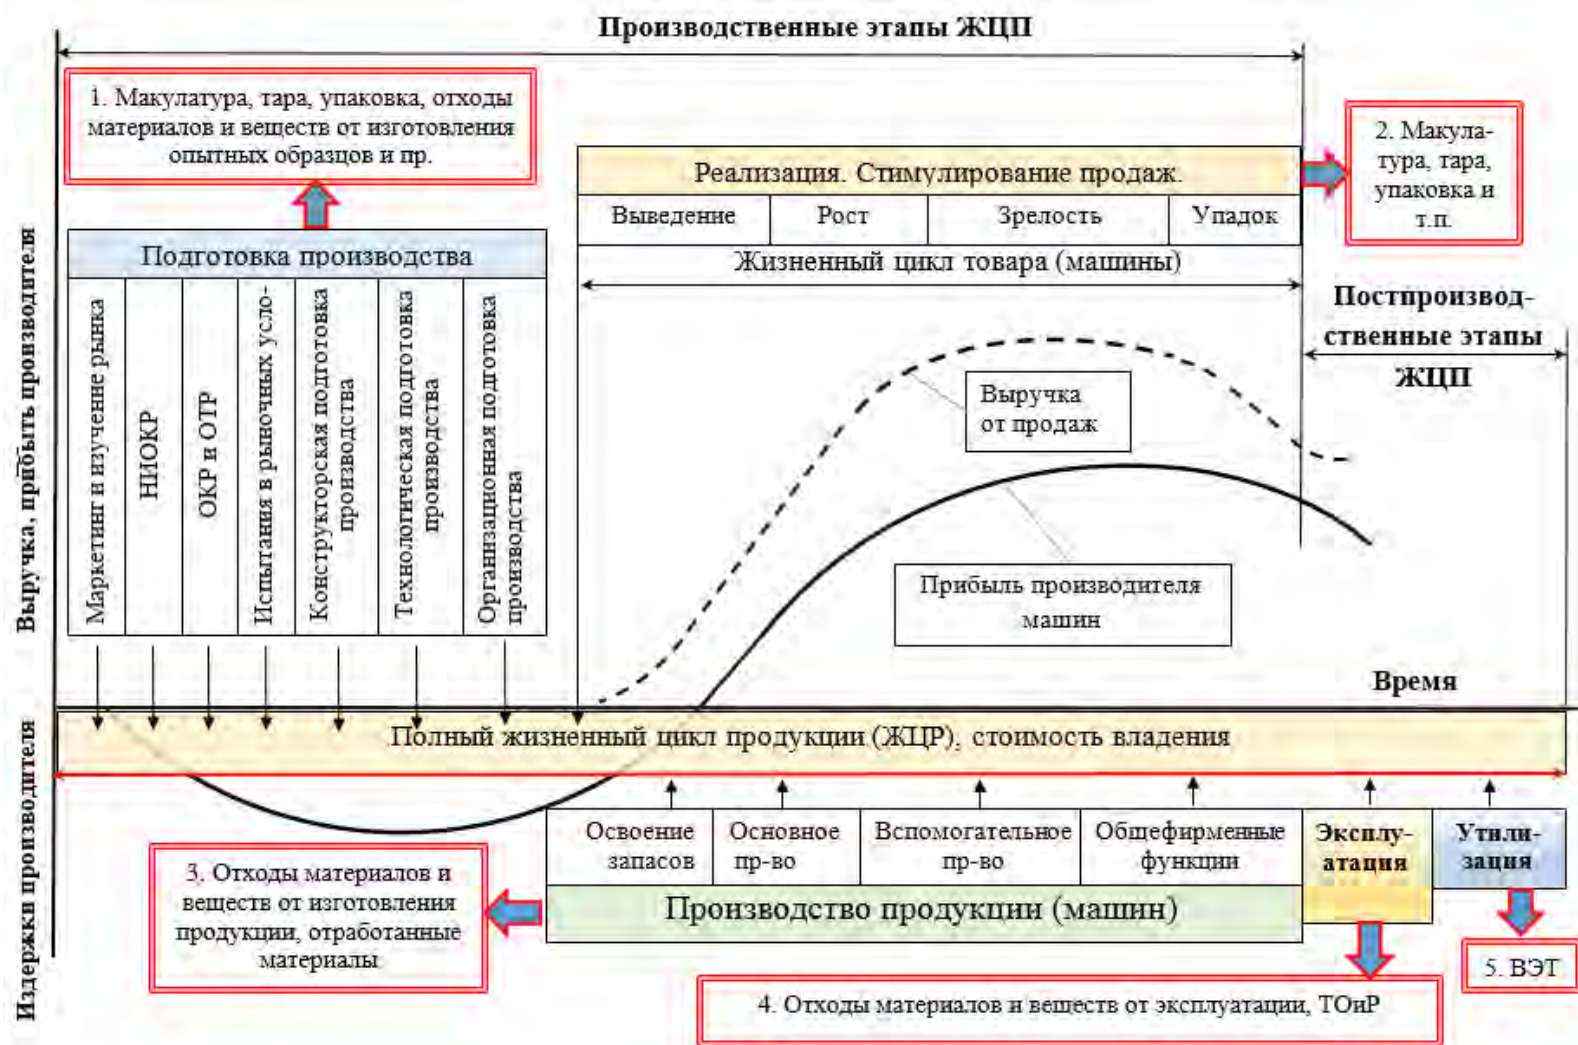 Производственные этапы ЖЦП
1. Макулатура, тара, упаковка, отходы
материалов и веществ от изготовления
опытных образцов и пр.
2. Макула-
тура, тара,
упаковка и
т.п.
Реализация. Стимулирование продаж.
Выведение
Рост
Зрелость
Упадок
Жизненный цикл товара (машины)
Подготовка производства
Маркетинг и изучение рынка
НИОКР
ОКР и ОТР
Испытания в рыночных усло-
Конструкторская подготовка
производства
Технологическая подготовка
производства
Организационная подготовка
производства
Постпроизвод-
ственные этапы
ЖЦП
Выручка
от продаж
Прибыль производителя
машин
Выручка, прибыть производителя
Время
Полный жизненный цикл продукции (ЖЦР), стоимость владения
Издержки производителя
Освоение
запасов
Основное
пр-во
Вспомогательное
пр-во
Общефирменные
функции
Эксплу-
атация
Утили-
зация
Производство продукции (машин)
3. Отходы материалов и
веществ от изготовления
продукции, отработанные
материалы
4. Отходы материалов и веществ от эксплуатации, ТОиР
5. ВЭТ